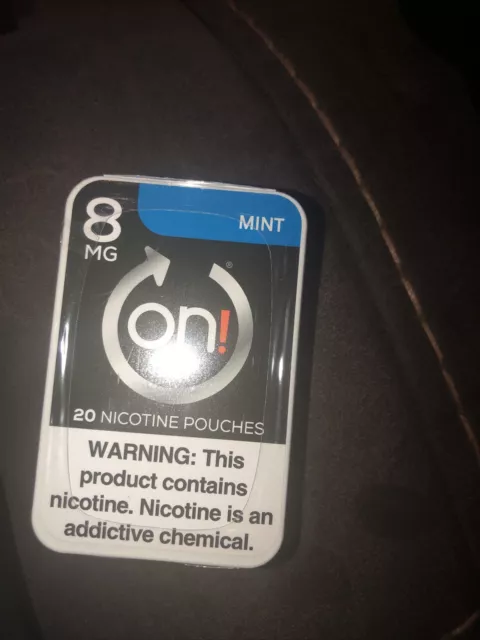 8
MG
MINT
on!
®
20 NICOTINE POUCHES
WARNING: This
product contains
nicotine. Nicotine is an
addictive chemical.